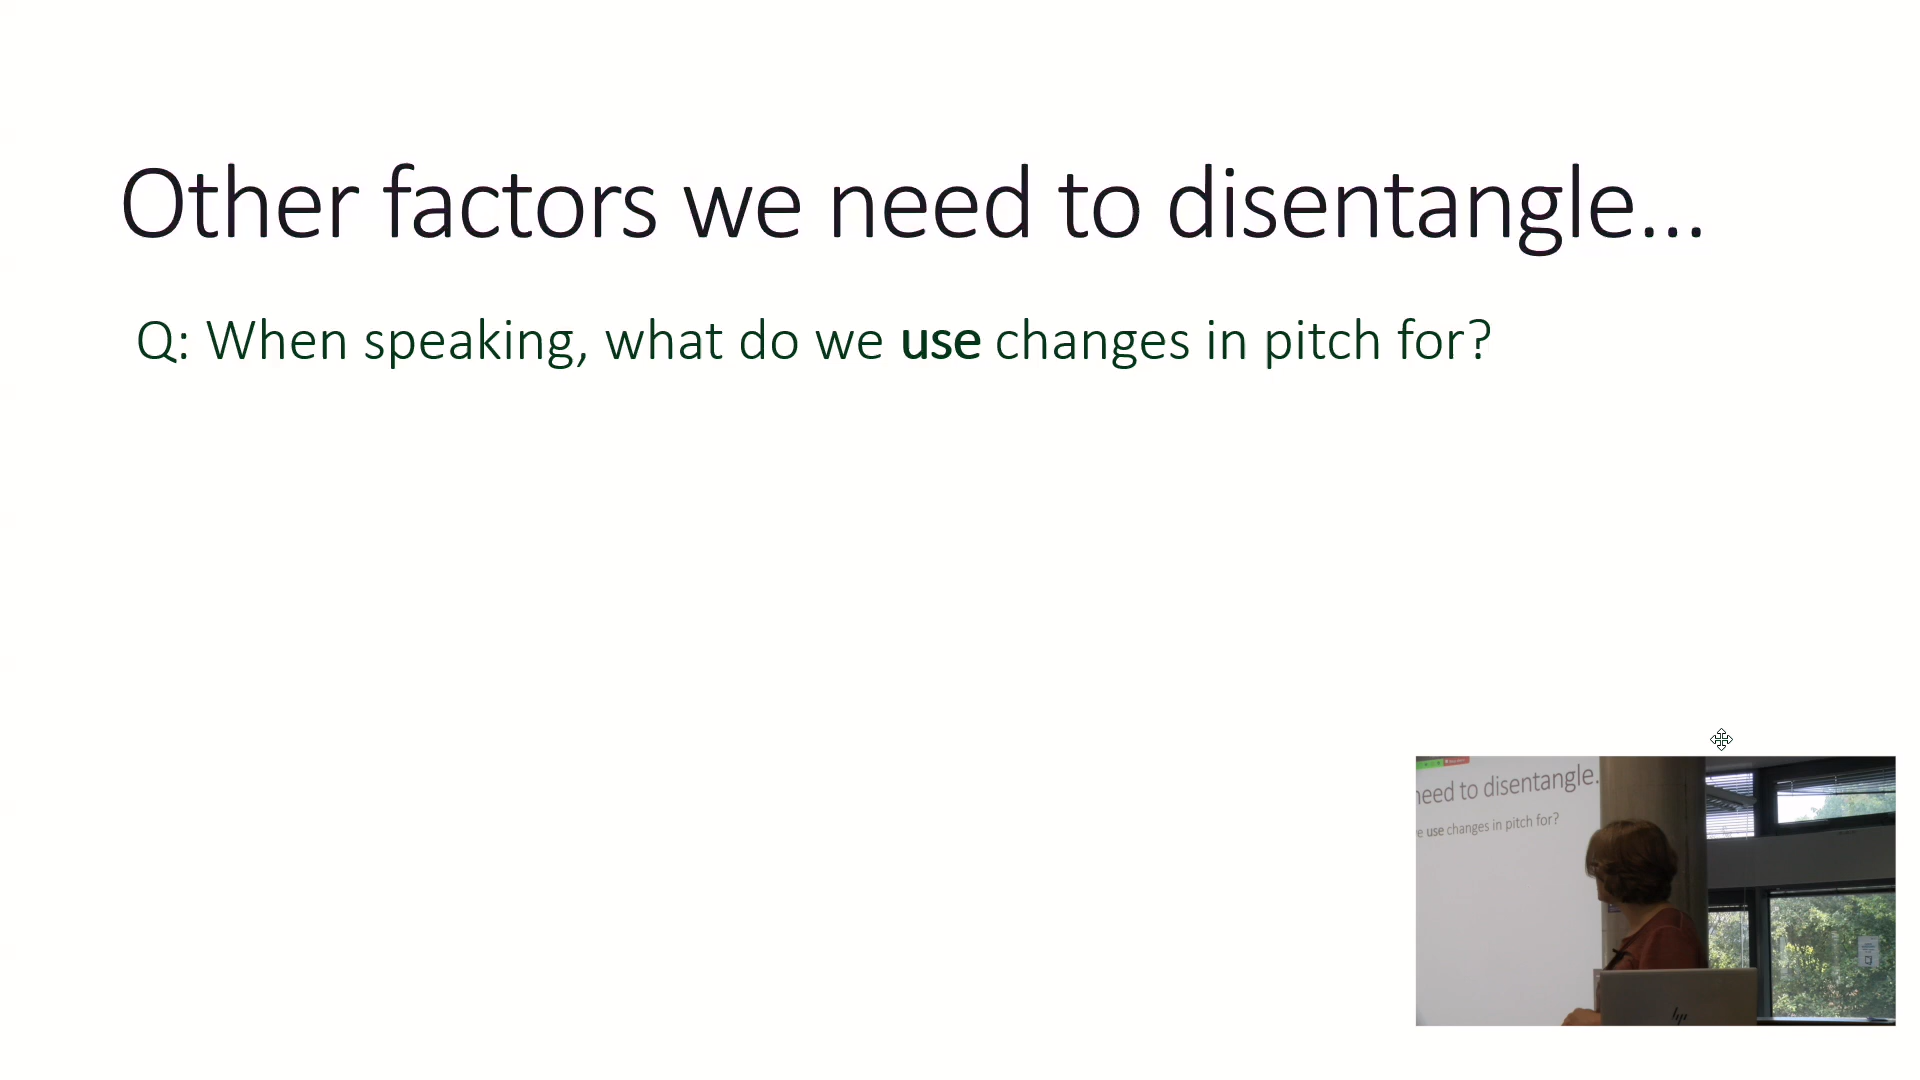 Other factors we need to disentangle...
Q: When speaking, what do we use changes in pitch for?
need to disentangle.
e use changes in pitch for?
hp